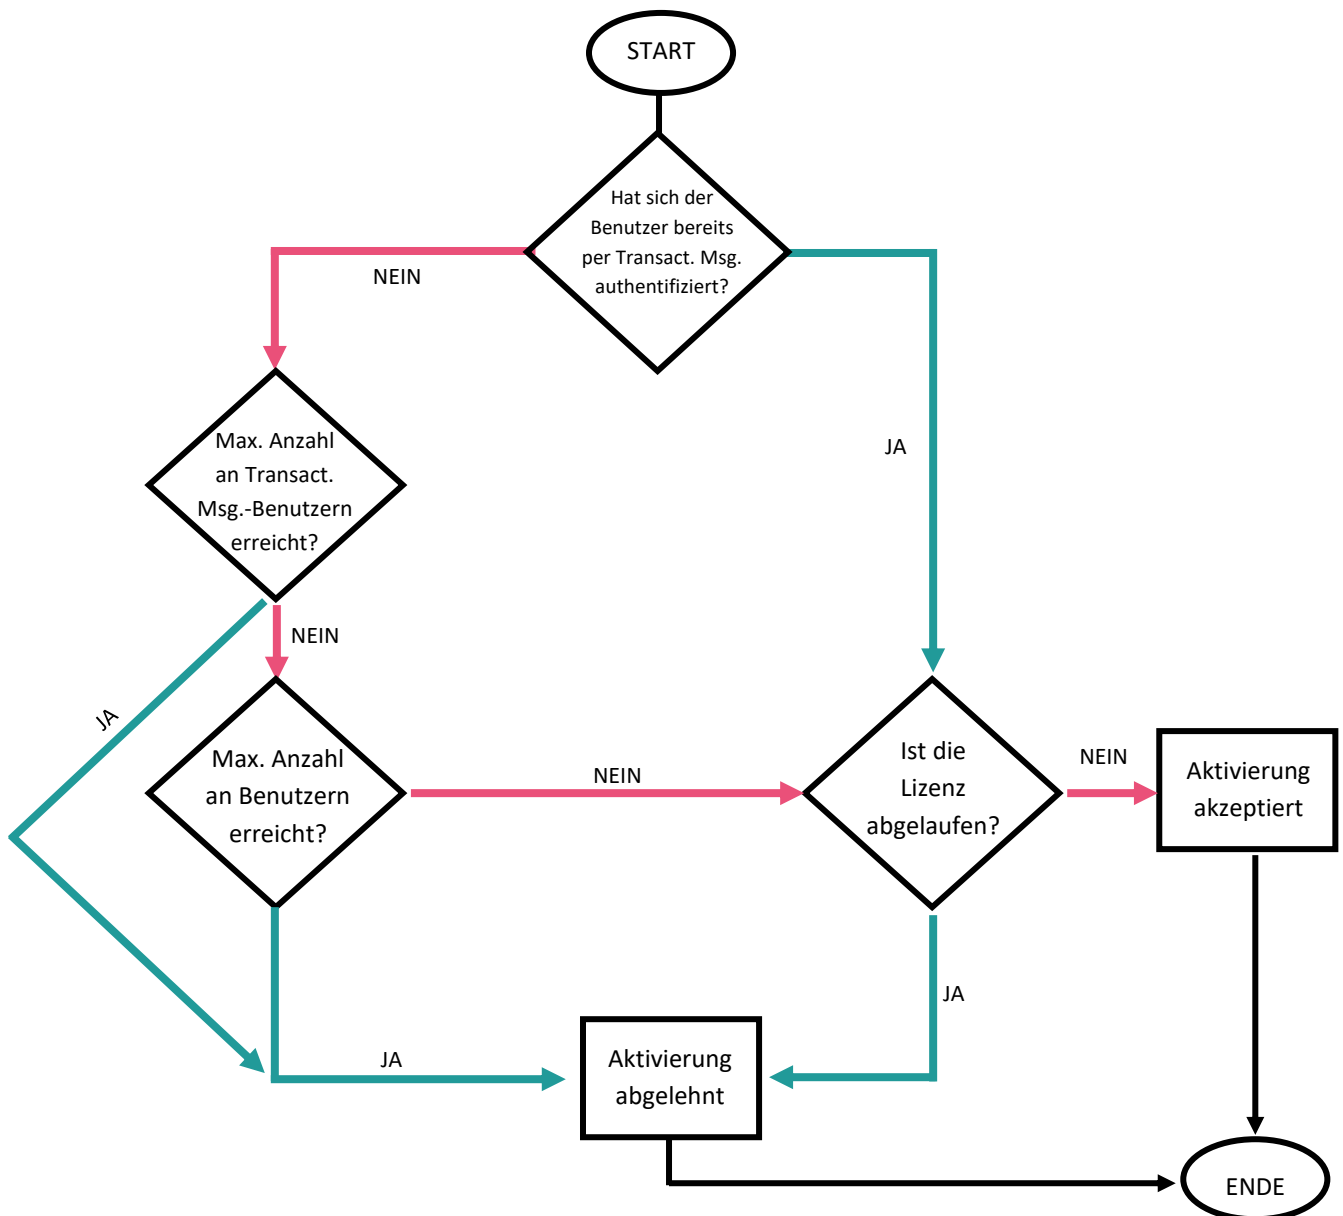 START
Hat sich der
Benutzer bereits
per Transact. Msg.
authentifiziert?
NEIN
JA
Max. Anzahl
an Transact.
Msg.-Benutzern
erreicht?
NEIN
JA
Max. Anzahl
an Benutzern
erreicht?
NEIN
Ist die
Lizenz
abgelaufen?
NEIN
Aktivierung
akzeptiert
JA
JA
Aktivierung
abgelehnt
ENDE